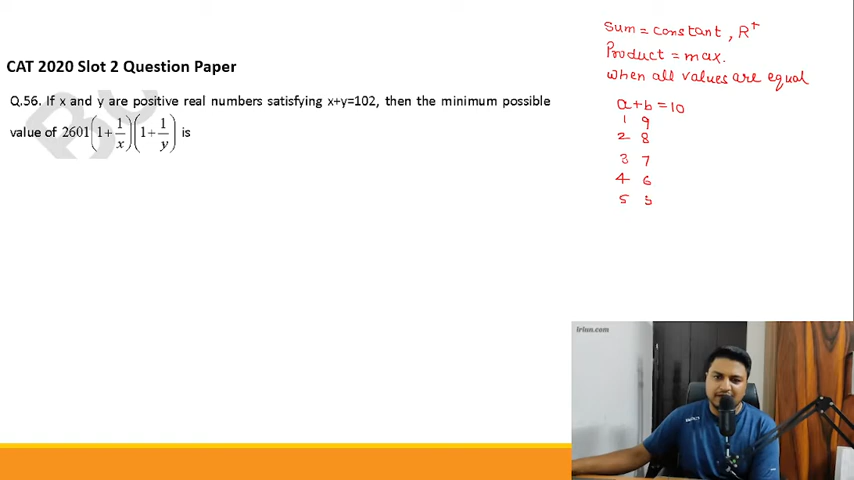 CAT 2020 Slot 2 Question Paper
Q.56. If x and y are positive real numbers satisfying x+y=102, then the minimum possible
value of 2601(1+1/x)(1+1/y) is
Sum = constant, R⁺
Product = max.
when all values are equal
a+b=10
1 9
2 8
3 7
4 6
5 5
Iriun.com